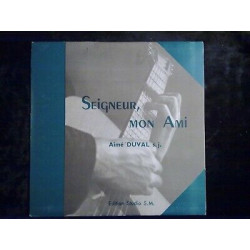 SEIGNEUR,
MON AMI
Aimé DUVAL s.j.
Edition Studio S.M.